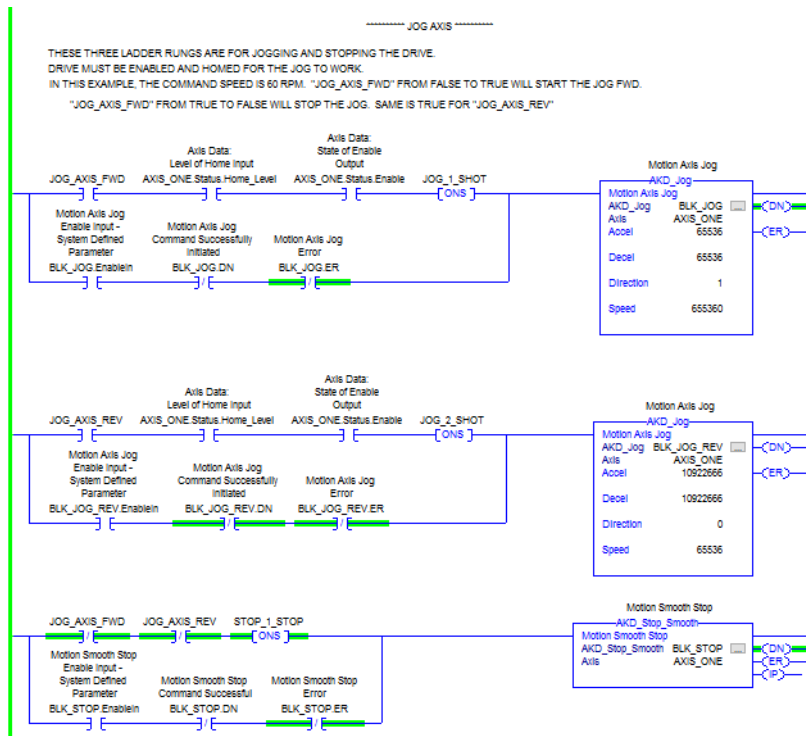 ********** JOG AXIS **********
THESE THREE LADDER RUNGS ARE FOR JOGGING AND STOPPING THE DRIVE.
DRIVE MUST BE ENABLED AND HOMED FOR THE JOG TO WORK.
IN THIS EXAMPLE, THE COMMAND SPEED IS 60 RPM. "JOG_AXIS_FWD" FROM FALSE TO TRUE WILL START THE JOG FWD.
"JOG_AXIS_FWD" FROM TRUE TO FALSE WILL STOP THE JOG. SAME IS TRUE FOR "JOG_AXIS_REV"
Axis Data:
Axis Data: State of Enable
Level of Home Input Output
JOG_AXIS_FWD AXIS_ONE.Status.Home_Level AXIS_ONE.Status.Enable JOG_1_SHOT
ONS
Motion Axis Jog
Enable Input -
System Defined
Parameter
BLK_JOG.EnableIn
Motion Axis Jog
Command Successfully
Initiated
BLK_JOG.DN
Motion Axis Jog
Error
BLK_JOG.ER
Motion Axis Jog
AKD_Jog
Motion Axis Jog
AKD_Jog BLK_JOG ...
Axis AXIS_ONE
Accel 65536
Decel 65536
Direction 1
Speed 655360
DN
ER
Axis Data:
Axis Data: State of Enable
Level of Home Input Output
JOG_AXIS_REV AXIS_ONE.Status.Home_Level AXIS_ONE.Status.Enable JOG_2_SHOT
ONS
Motion Axis Jog
Enable Input -
System Defined
Parameter
BLK_JOG_REV.EnableIn
Motion Axis Jog
Command Successfully
Initiated
BLK_JOG_REV.DN
Motion Axis Jog
Error
BLK_JOG_REV.ER
Motion Axis Jog
AKD_Jog
Motion Axis Jog
AKD_Jog BLK_JOG_REV ...
Axis AXIS_ONE
Accel 10922666
Decel 10922666
Direction 0
Speed 65536
DN
ER
JOG_AXIS_FWD JOG_AXIS_REV STOP_1_STOP
ONS
Motion Smooth Stop
Enable Input -
System Defined
Parameter
BLK_STOP.EnableIn
Motion Smooth Stop
Command Successful
BLK_STOP.DN
Motion Smooth Stop
Error
BLK_STOP.ER
Motion Smooth Stop
AKD_Stop_Smooth
Motion Smooth Stop
AKD_Stop_Smooth BLK_STOP ...
Axis AXIS_ONE
DN
ER
IP